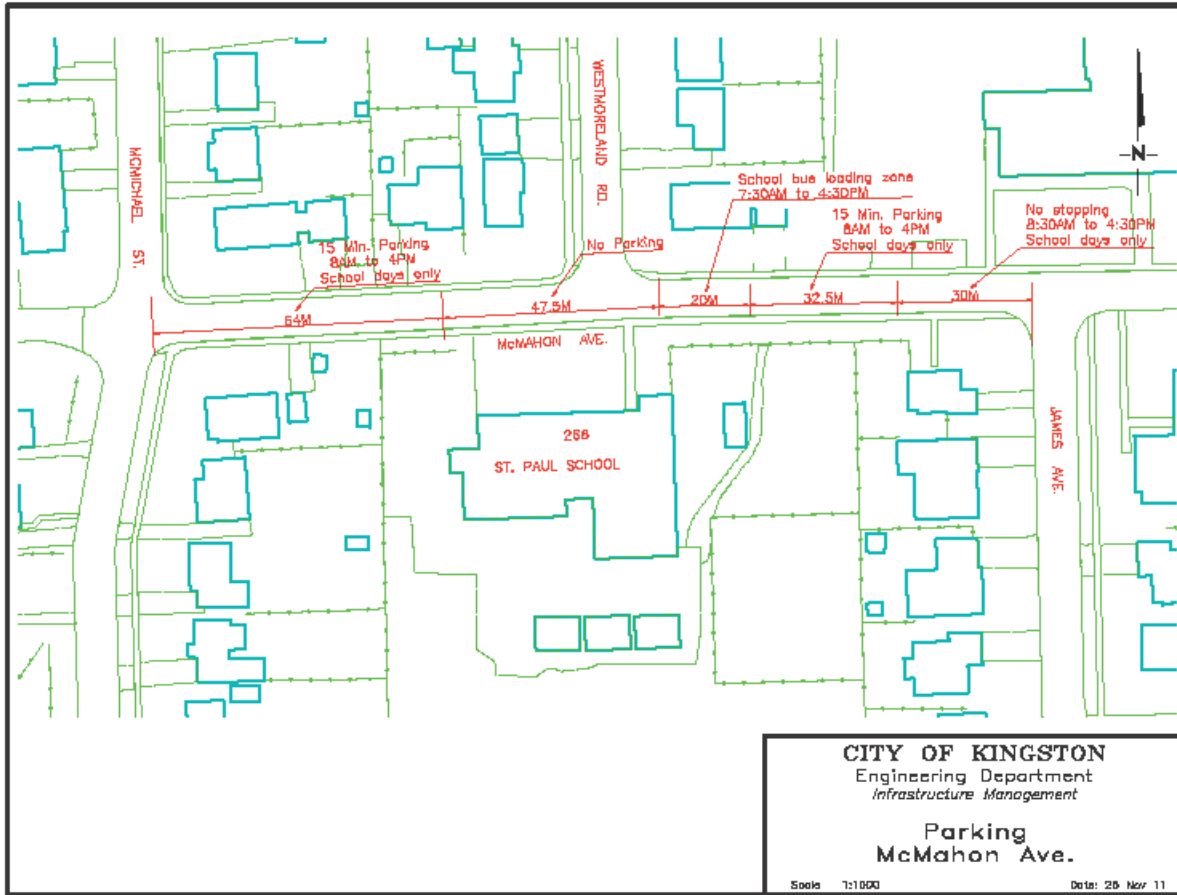 MCMICHAEL ST.
WESTMORELAND RD.
N
School bus loading zone
7:30AM to 4:30PM
15 Min. Parking
8AM to 4PM
School days only
No stopping
8:30AM to 4:30PM
School days only
15 Min. Parking
8AM to 4PM
School days only
No Parking
64M
47.5M
20M
32.5M
30M
McMAHON AVE.
266
ST. PAUL SCHOOL
JAMES AVE.
CITY OF KINGSTON
Engineering Department
Infrastructure Management
Parking
McMahon Ave.
Scale 1:1000
Date: 28 Nov 11